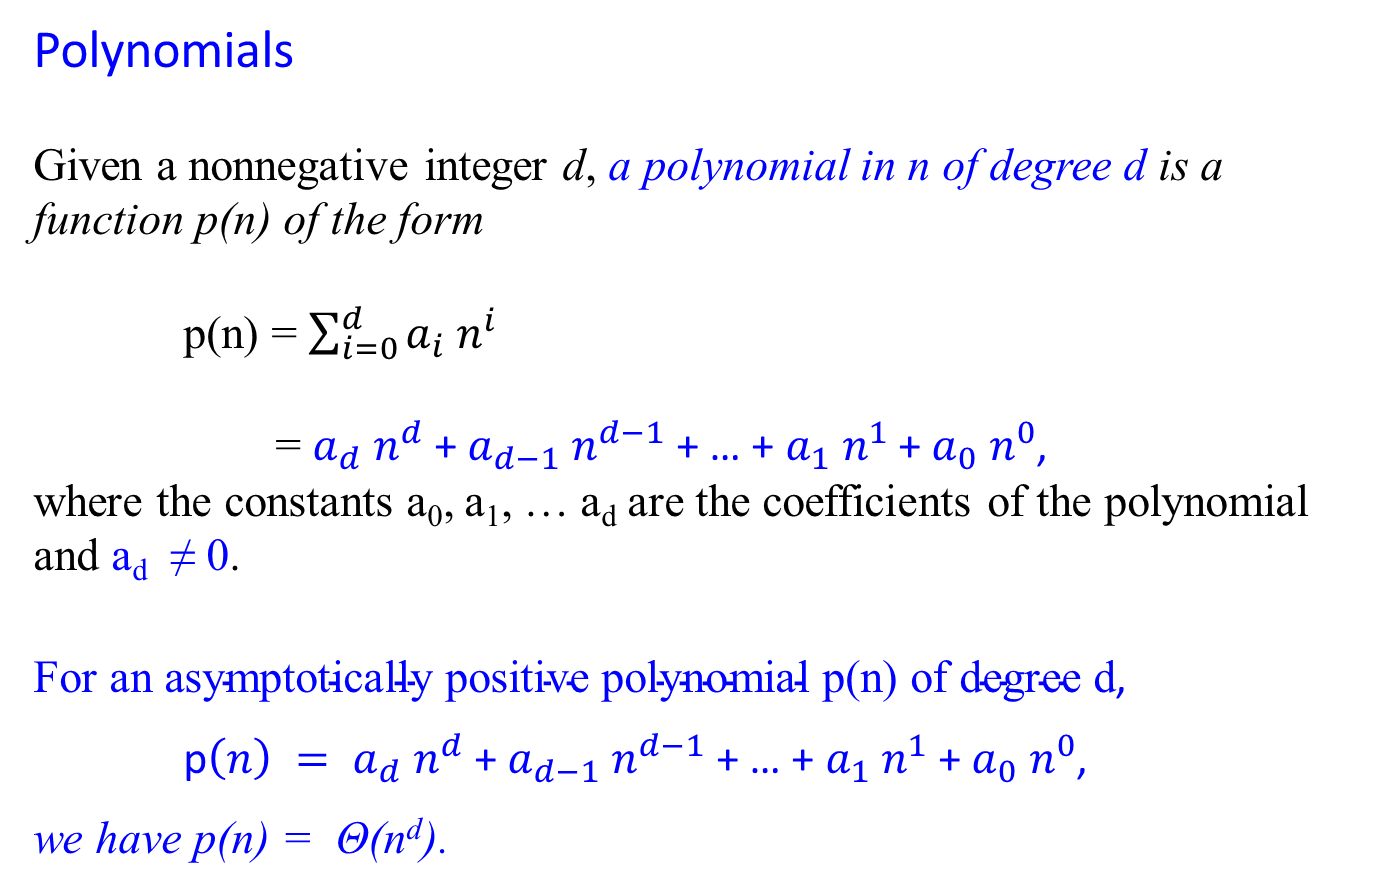 Polynomials
Given a nonnegative integer d, a polynomial in n of degree d is a
function p(n) of the form
p(n) = ∑_{i=0}^{d} a_i n^i
= a_d n^d + a_{d−1} n^{d−1} + ... + a_1 n^1 + a_0 n^0,
where the constants a_0, a_1, … a_d are the coefficients of the polynomial
and a_d ≠ 0.
For an asymptotically positive polynomial p(n) of degree d,
p(n) = a_d n^d + a_{d−1} n^{d−1} + ... + a_1 n^1 + a_0 n^0,
we have p(n) = Θ(n^d).